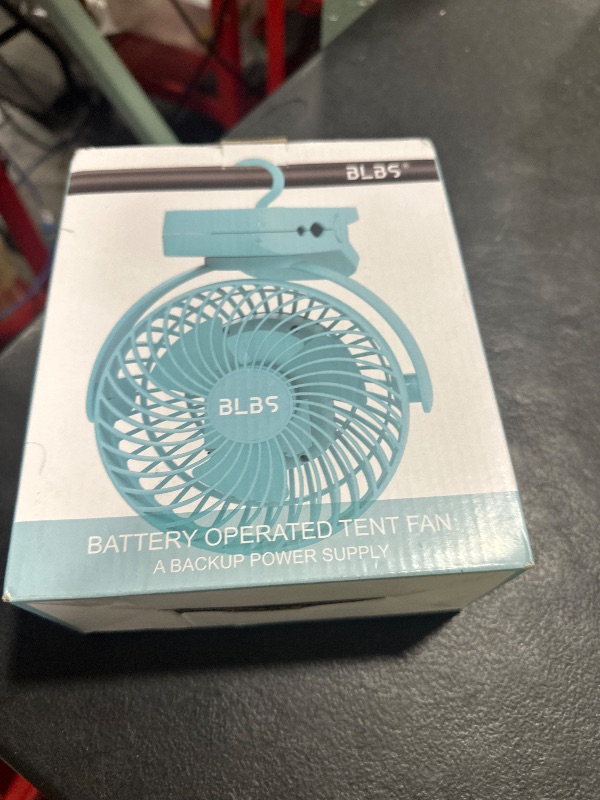 BLBS®
BLBS
BATTERY OPERATED TENT FAN
A BACKUP POWER SUPPLY